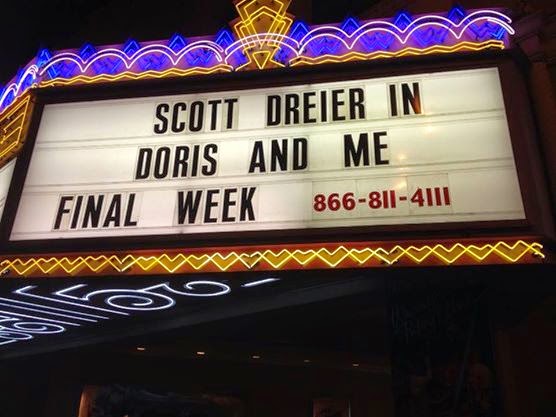 SCOTT DREIER IN
DORIS AND ME
FINAL WEEK 866-811-4111